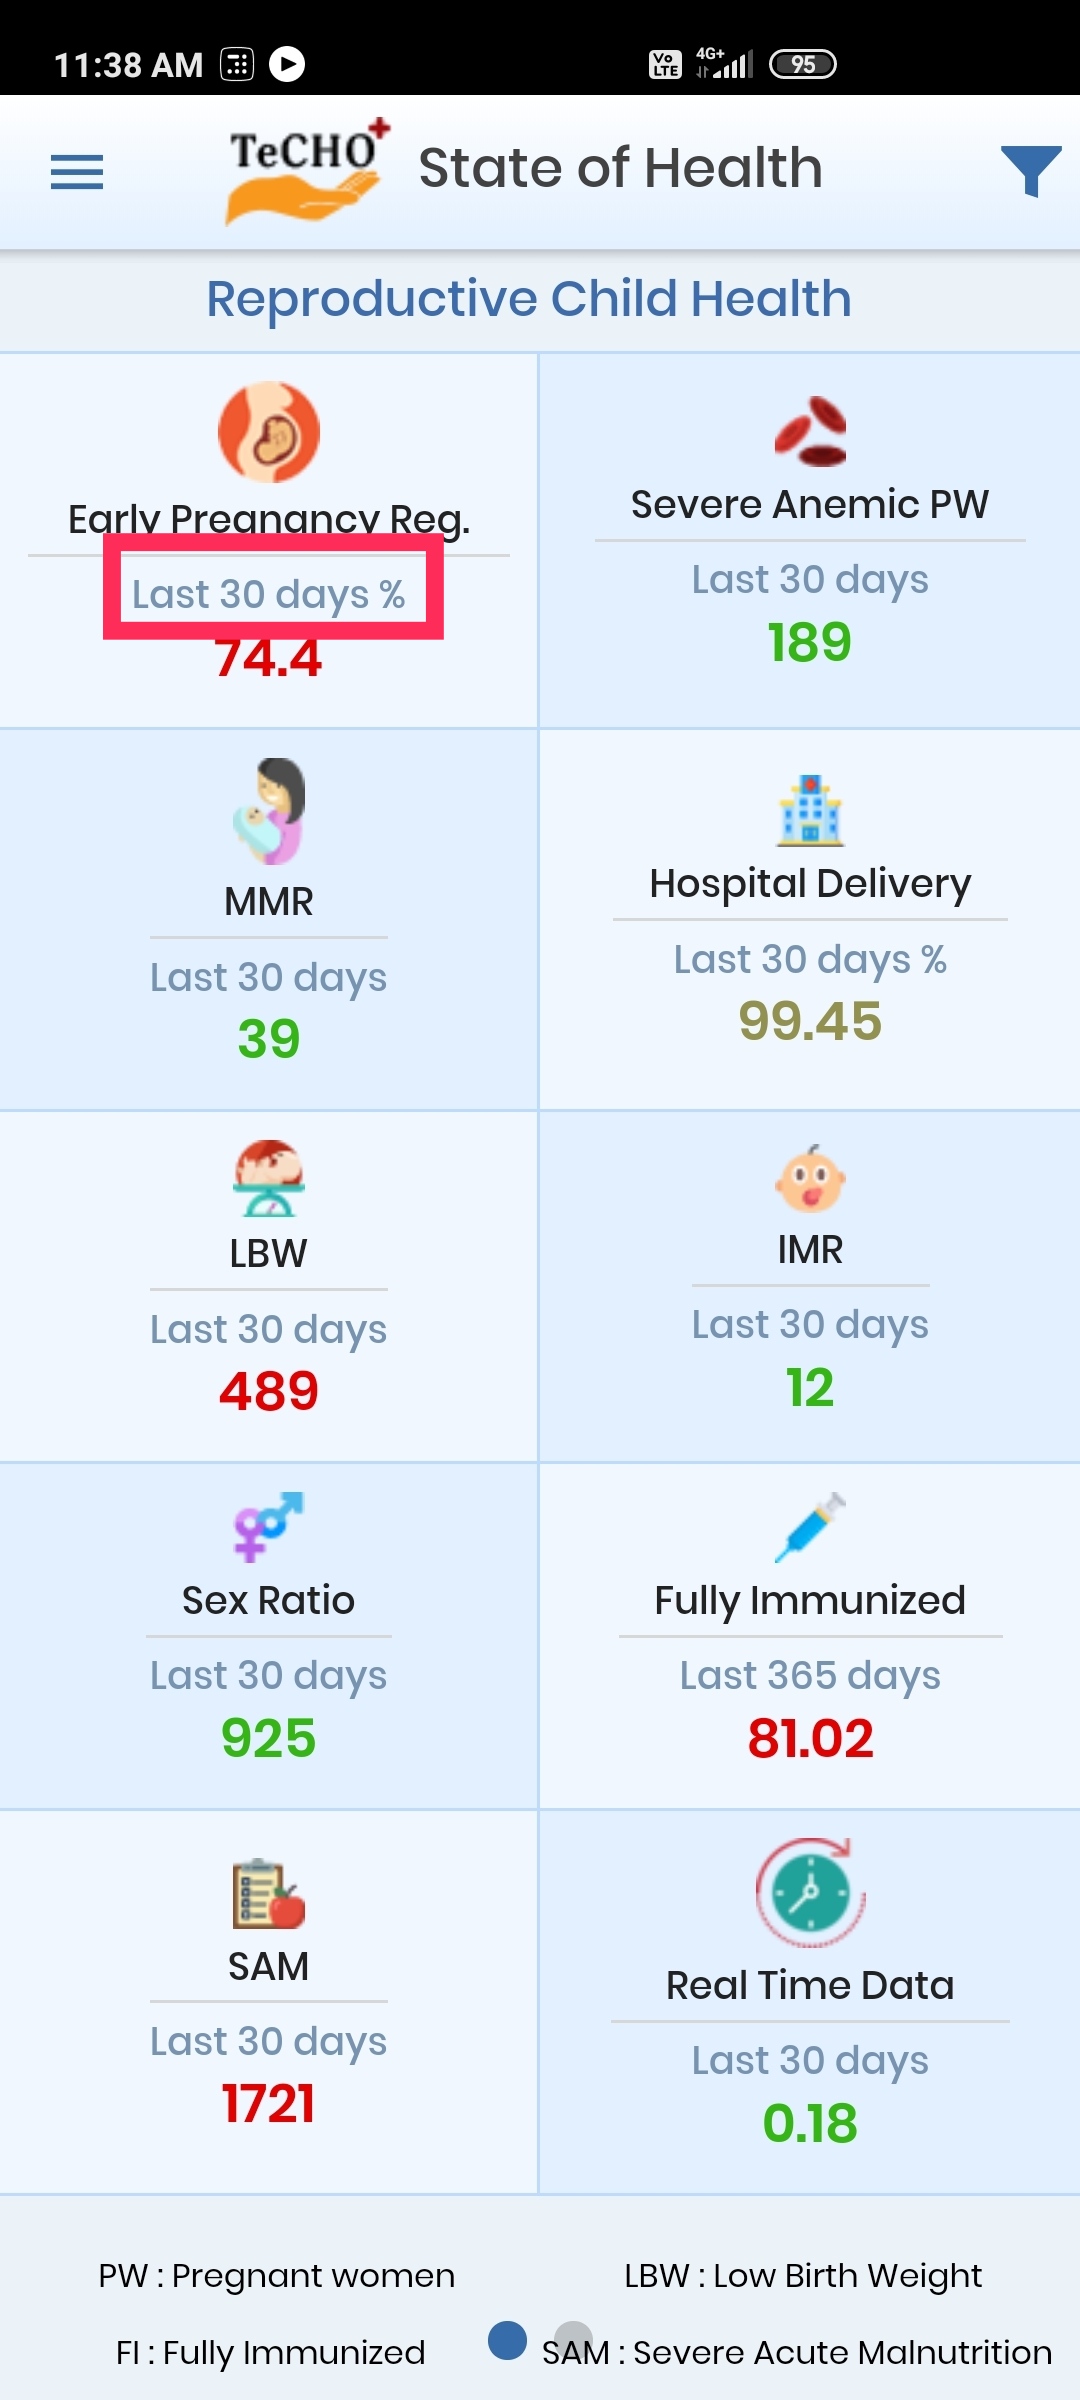 11:38 AM
Vo LTE 4G+ 95
TeCHO+ State of Health
Reproductive Child Health
Early Pregnancy Reg.
Last 30 days %
74.4
Severe Anemic PW
Last 30 days
189
MMR
Last 30 days
39
Hospital Delivery
Last 30 days %
99.45
LBW
Last 30 days
489
IMR
Last 30 days
12
Sex Ratio
Last 30 days
925
Fully Immunized
Last 365 days
81.02
SAM
Last 30 days
1721
Real Time Data
Last 30 days
0.18
PW : Pregnant women
LBW : Low Birth Weight
FI : Fully Immunized
SAM : Severe Acute Malnutrition